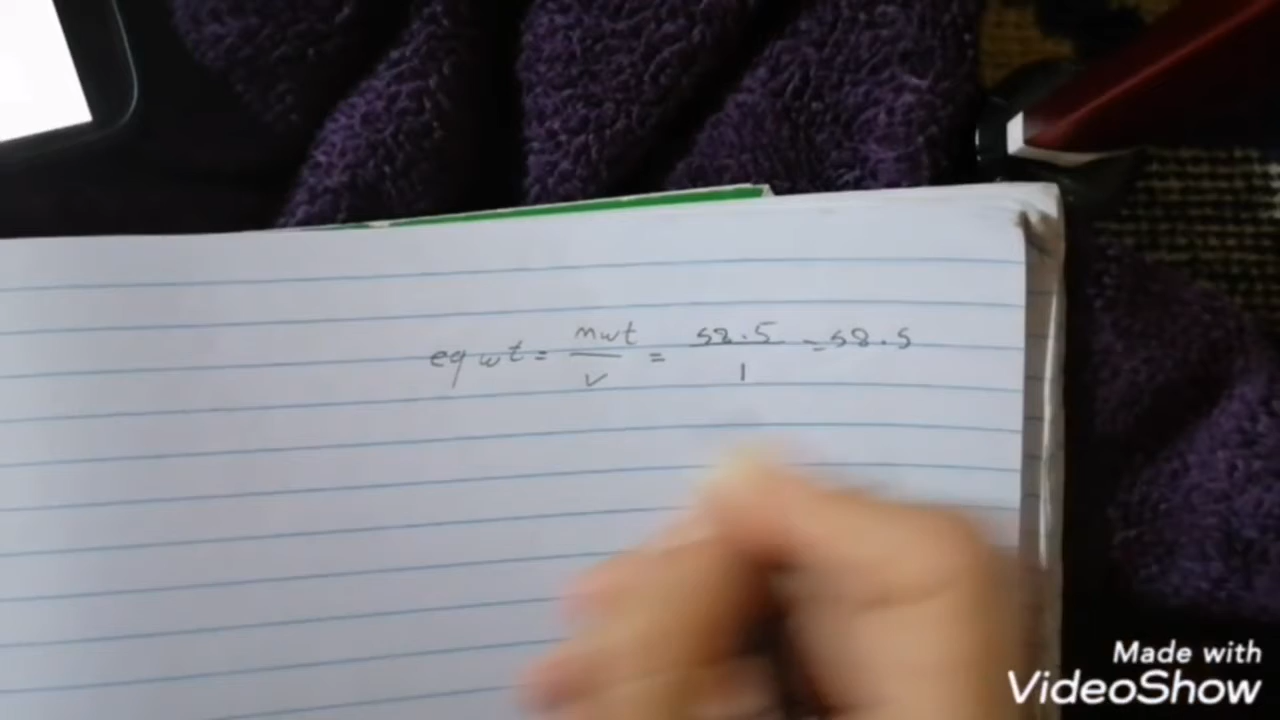 eq wt = mwt / v = 58.5 / 1 = 58.5
Made with
VideoShow